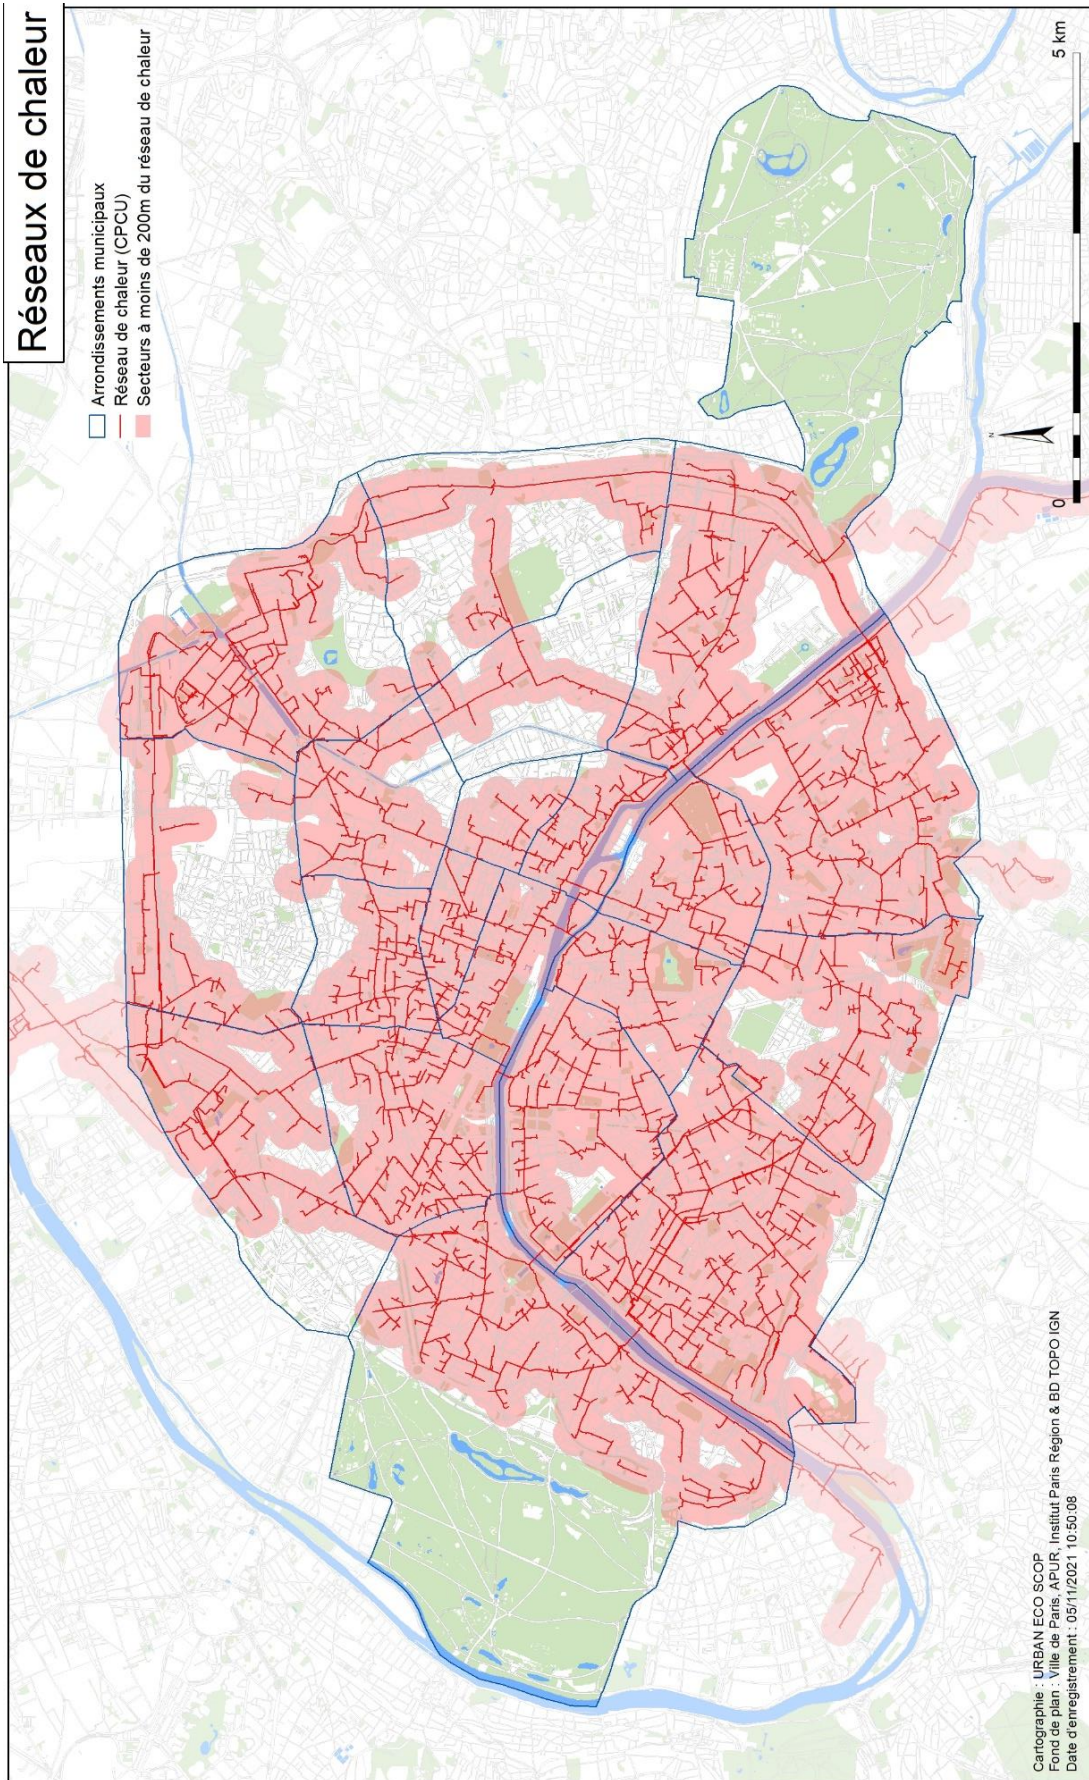 Réseaux de chaleur
Arrondissements municipaux
Réseau de chaleur (CPCU)
Secteurs à moins de 200m du réseau de chaleur
N
0
5 km
Cartographie : URBAN ECO SCOP
Fond de plan : Ville de Paris, APUR, Institut Paris Région & BD TOPO IGN
Date d'enregistrement : 05/11/2021 10:50:08